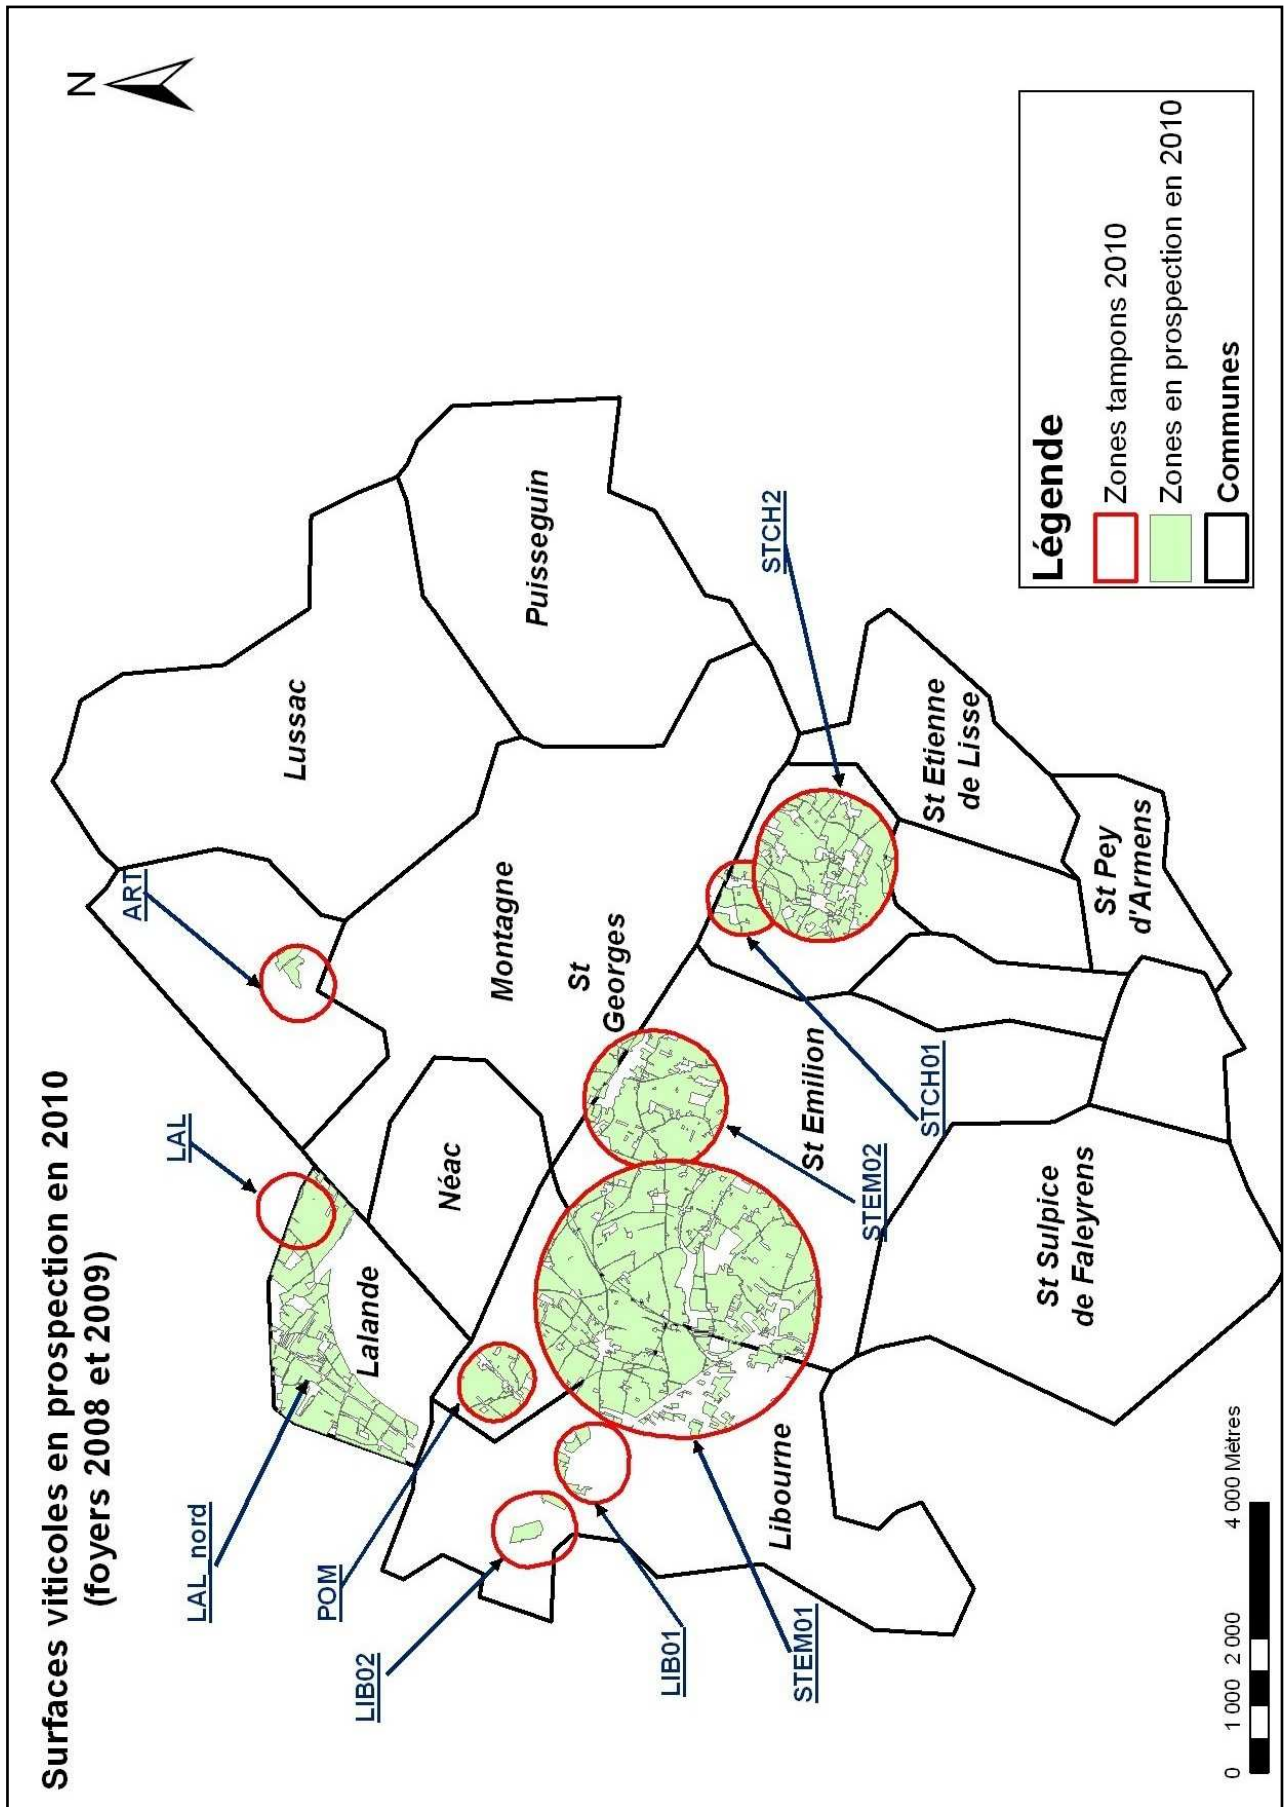 Surfaces viticoles en prospection en 2010
(foyers 2008 et 2009)
N
LAL_nord
LAL
ART
POM
LIB02
LIB01
STEM01
STEM02
STCH01
STCH2
Lalande
Néac
Lussac
Montagne
St
Georges
Puisseguin
Libourne
St Emilion
St Etienne
de Lisse
St Pey
d'Armens
St Sulpice
de Faleyrens
Légende
Zones tampons 2010
Zones en prospection en 2010
Communes
0 1 000 2 000 4 000 Mètres